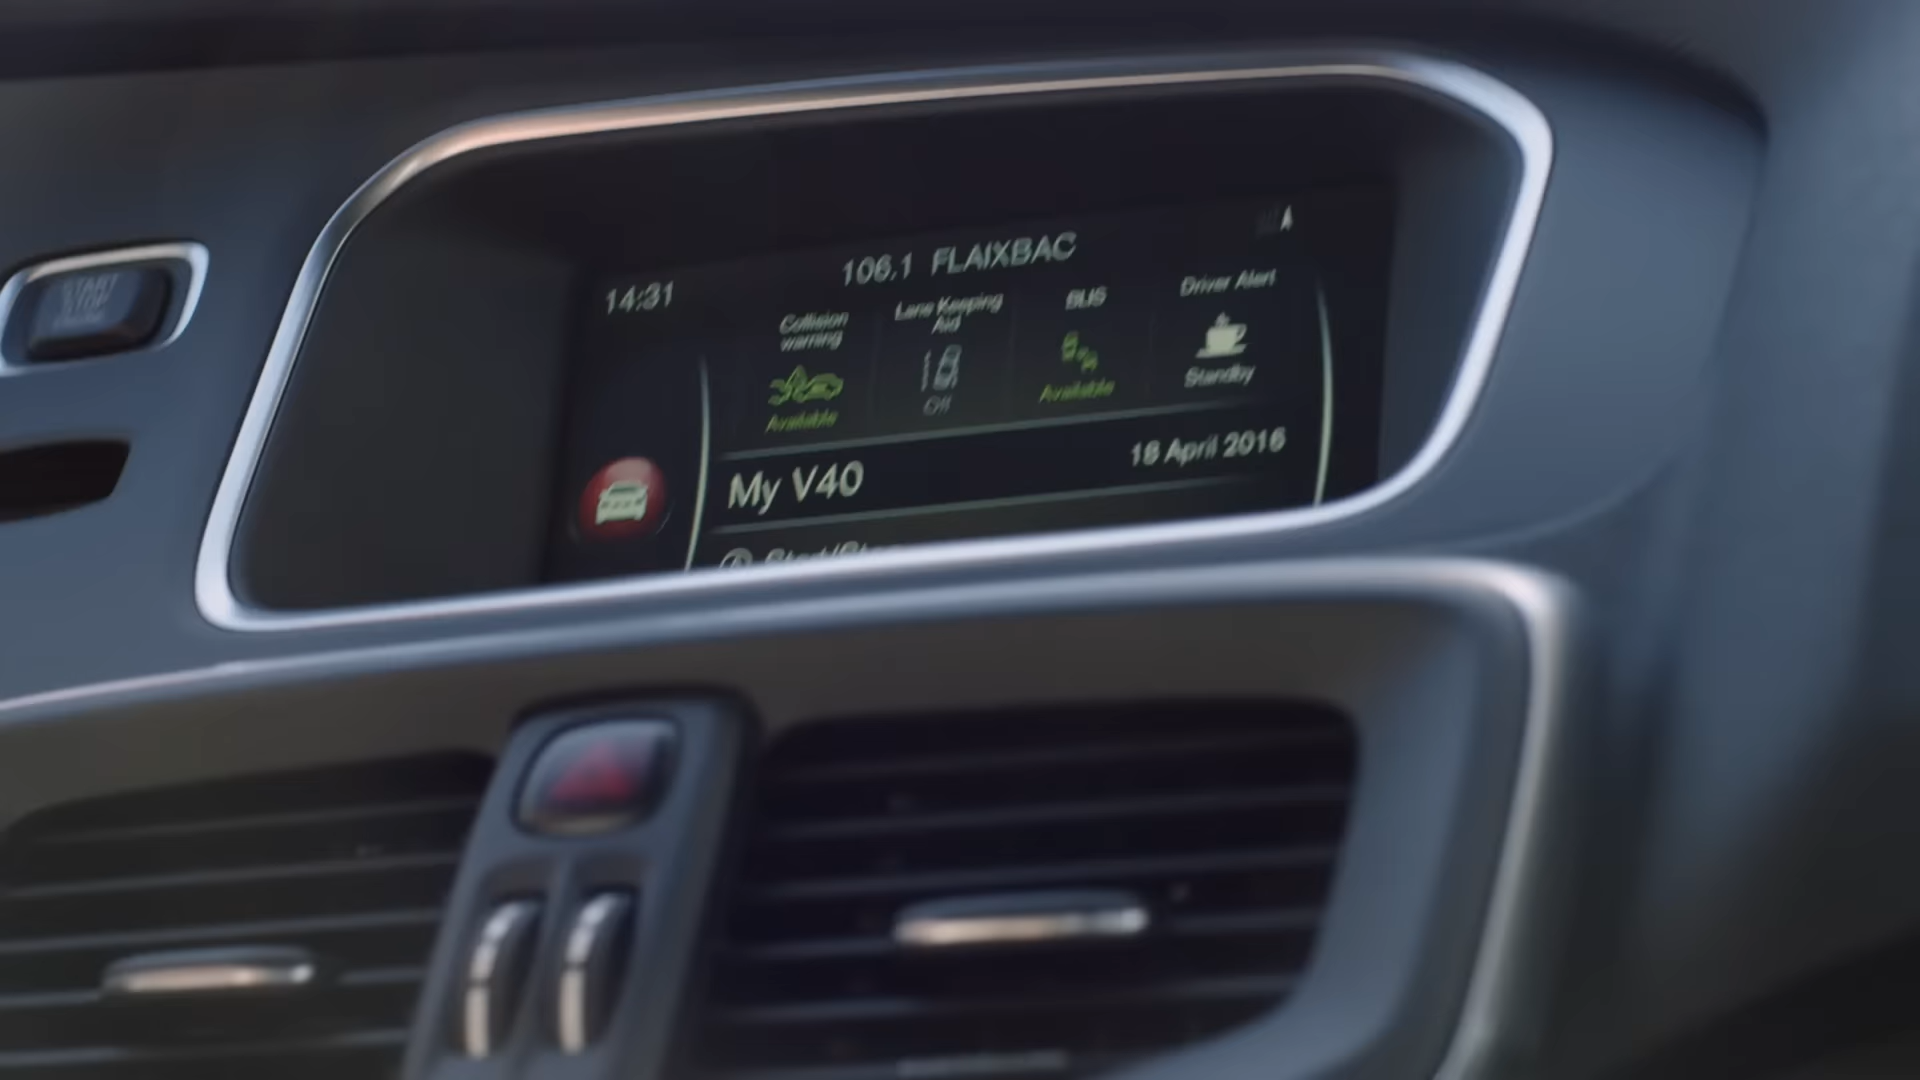 START
14:31
106.1 FLAIXBAC
Collision
warning
Available
Lane Keeping
Aid
Off
BLIS
Available
Driver Alert
Standby
My V40
18 April 2016